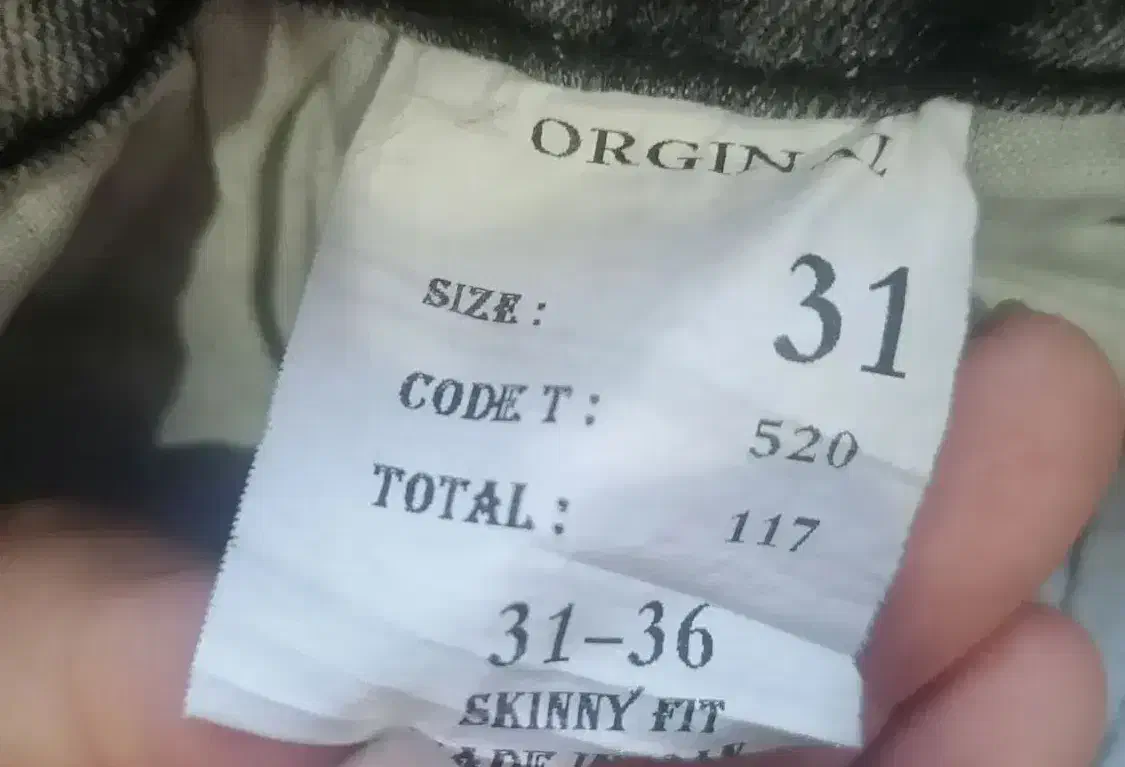 ORGINAL
SIZE : 31
CODE T : 520
TOTAL : 117
31-36
SKINNY FIT